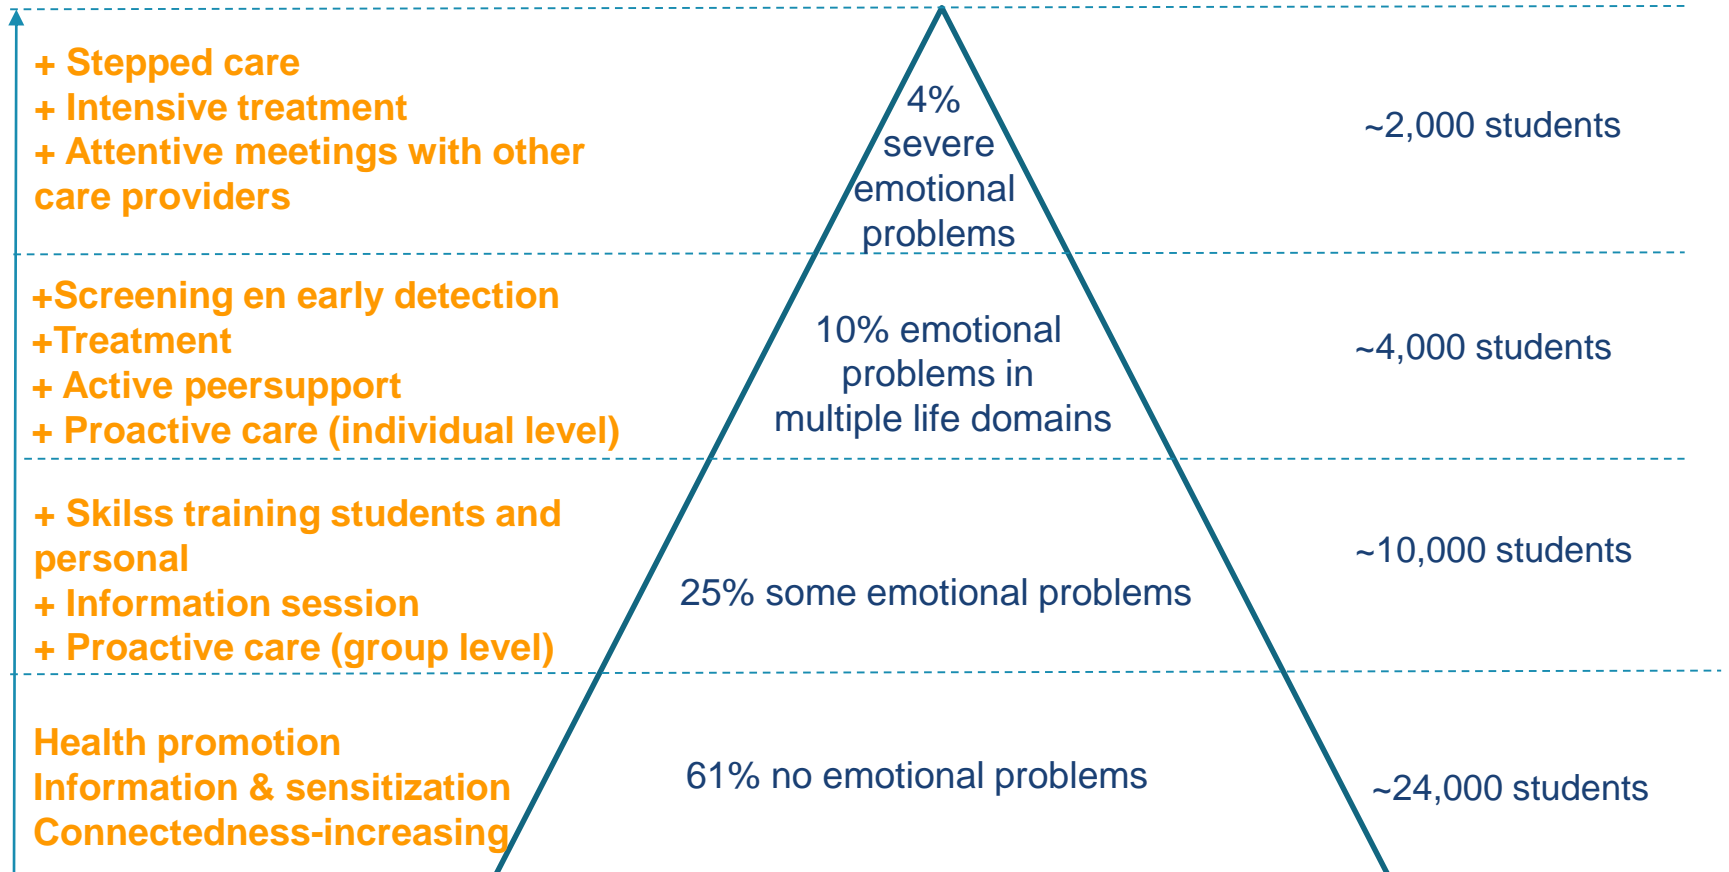 + Stepped care
+ Intensive treatment
+ Attentive meetings with other
care providers
4%
severe
emotional
problems
~2,000 students
+Screening en early detection
+Treatment
+ Active peersupport
+ Proactive care (individual level)
10% emotional
problems in
multiple life domains
~4,000 students
+ Skilss training students and
personal
+ Information session
+ Proactive care (group level)
25% some emotional problems
~10,000 students
Health promotion
Information & sensitization
Connectedness-increasing
61% no emotional problems
~24,000 students